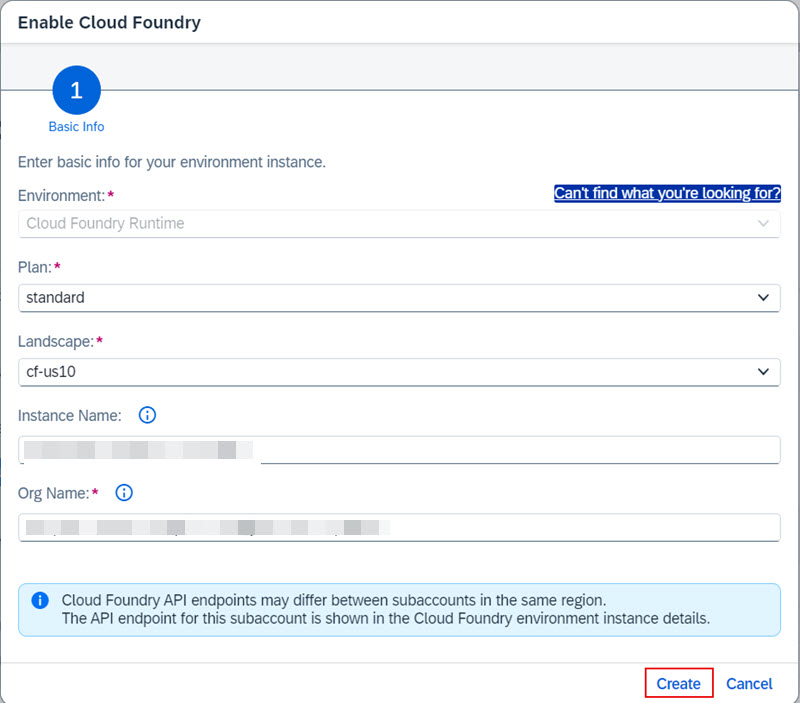 Enable Cloud Foundry
1
Basic Info
Enter basic info for your environment instance.
Environment:*
Can't find what you're looking for?
Cloud Foundry Runtime
Plan:*
standard
Landscape:*
cf-us10
Instance Name:
Org Name:*
Cloud Foundry API endpoints may differ between subaccounts in the same region.
The API endpoint for this subaccount is shown in the Cloud Foundry environment instance details.
Create Cancel